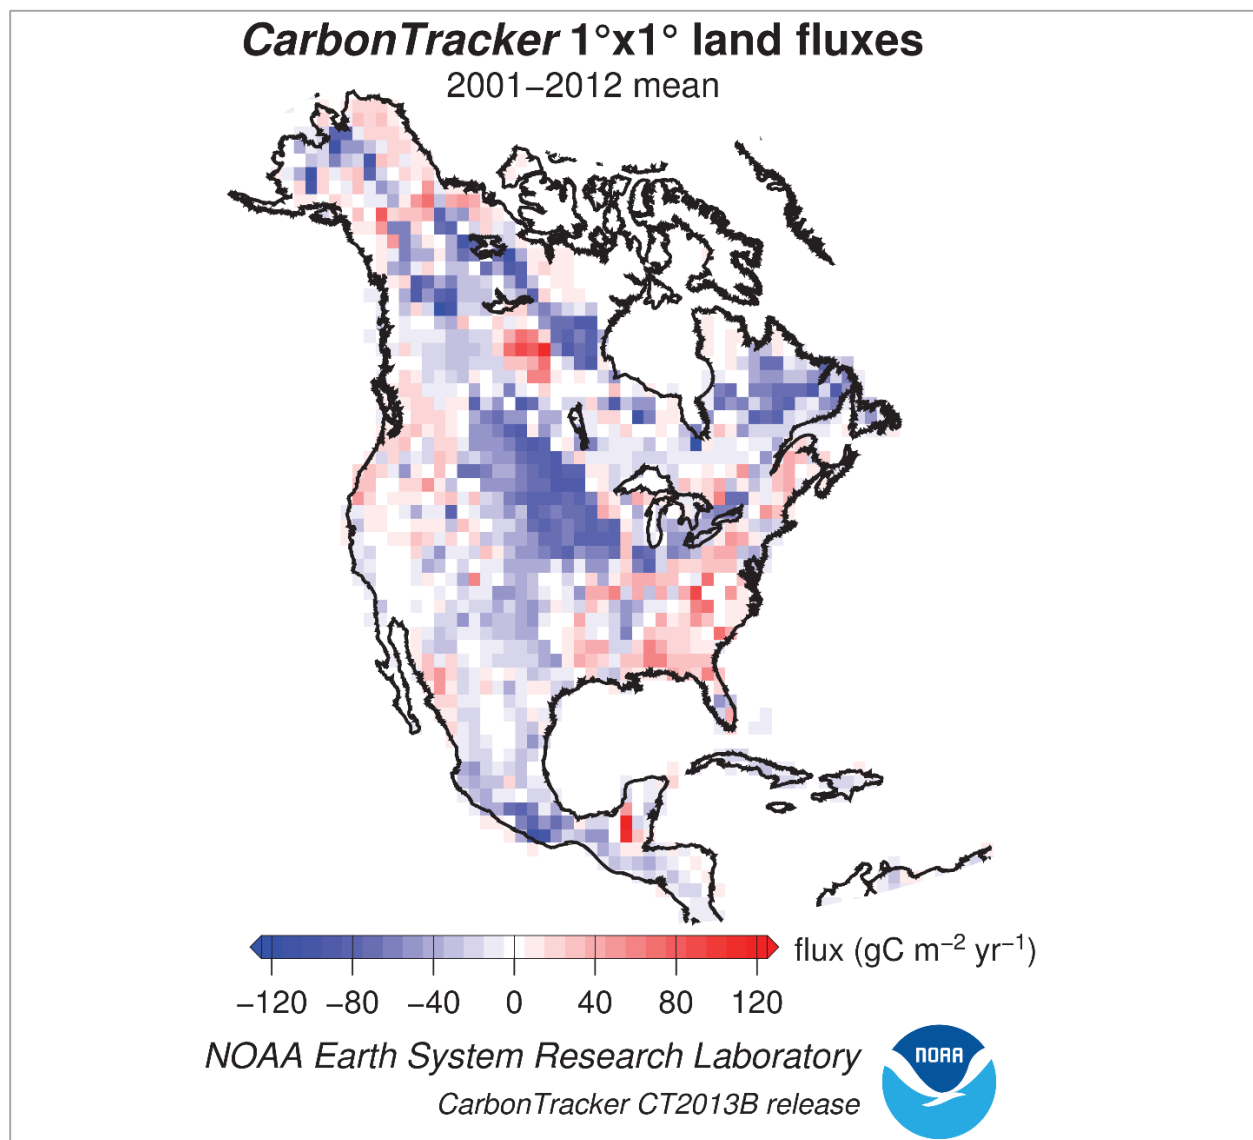 CarbonTracker 1°x1° land fluxes
2001−2012 mean
flux (gC m⁻² yr⁻¹)
−120 −80 −40 0 40 80 120
NOAA Earth System Research Laboratory
NOAA
CarbonTracker CT2013B release